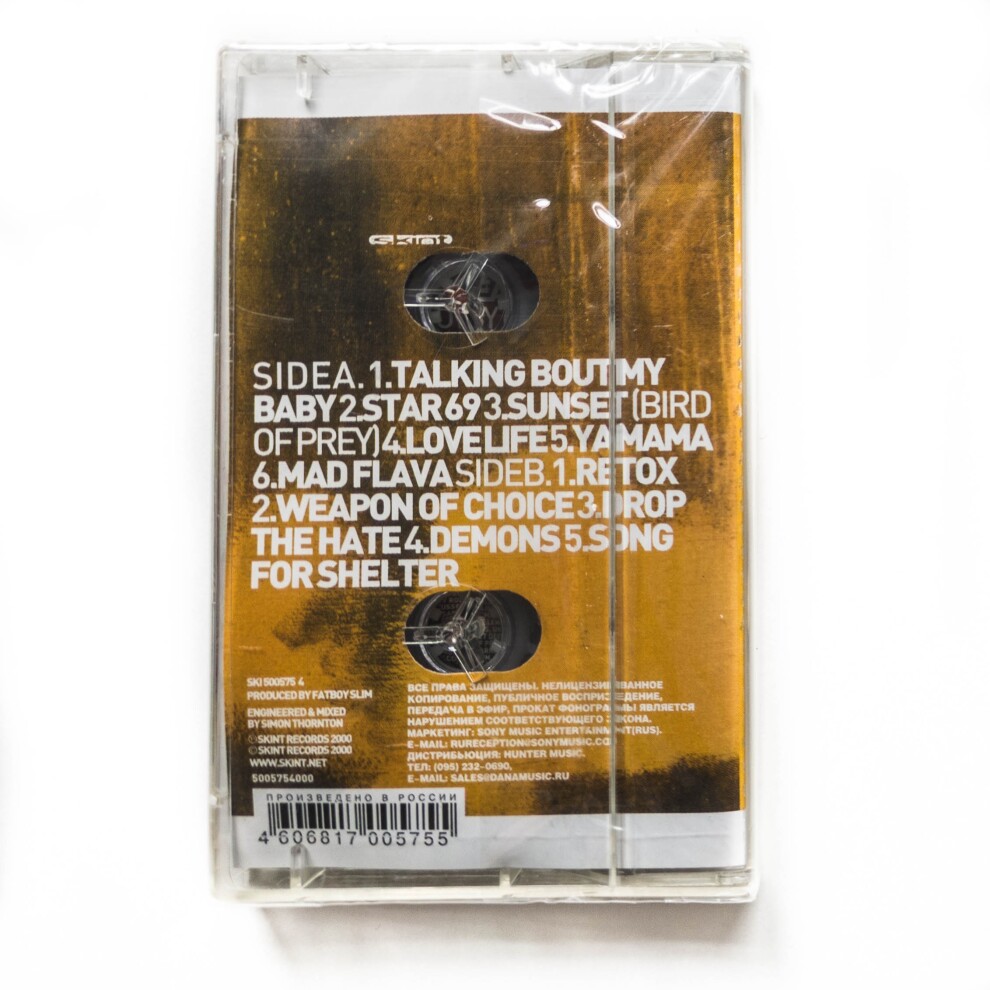 skint
SIDE A. 1.TALKING BOUT MY
BABY 2.STAR 69 3.SUNSET (BIRD
OF PREY) 4.LOVE LIFE 5.YA MAMA
6.MAD FLAVA SIDE B. 1.RETOX
2.WEAPON OF CHOICE 3.DROP
THE HATE 4.DEMONS 5.SONG
FOR SHELTER
SKI 500575 4
PRODUCED BY FATBOY SLIM
ENGINEERED & MIXED
BY SIMON THORNTON
Ⓟ SKINT RECORDS 2000
© SKINT RECORDS 2000
WWW.SKINT.NET
5005754000
ВСЕ ПРАВА ЗАЩИЩЕНЫ. НЕЛИЦЕНЗИРОВАННОЕ
КОПИРОВАНИЕ, ПУБЛИЧНОЕ ВОСПРОИЗВЕДЕНИЕ,
ПЕРЕДАЧА В ЭФИР, ПРОКАТ ФОНОГРАММЫ ЯВЛЯЕТСЯ
НАРУШЕНИЕМ СООТВЕТСТВУЮЩЕГО ЗАКОНА.
МАРКЕТИНГ: SONY MUSIC ENTERTAINMENT(RUS).
E-MAIL: RURECEPTION@SONYMUSIC.CO
ДИСТРИБЬЮЦИЯ: HUNTER MUSIC.
ТЕЛ: (095) 232-0690,
E-MAIL: SALES@DANAMUSIC.RU
ПРОИЗВЕДЕНО В РОССИИ
4 606817 005755